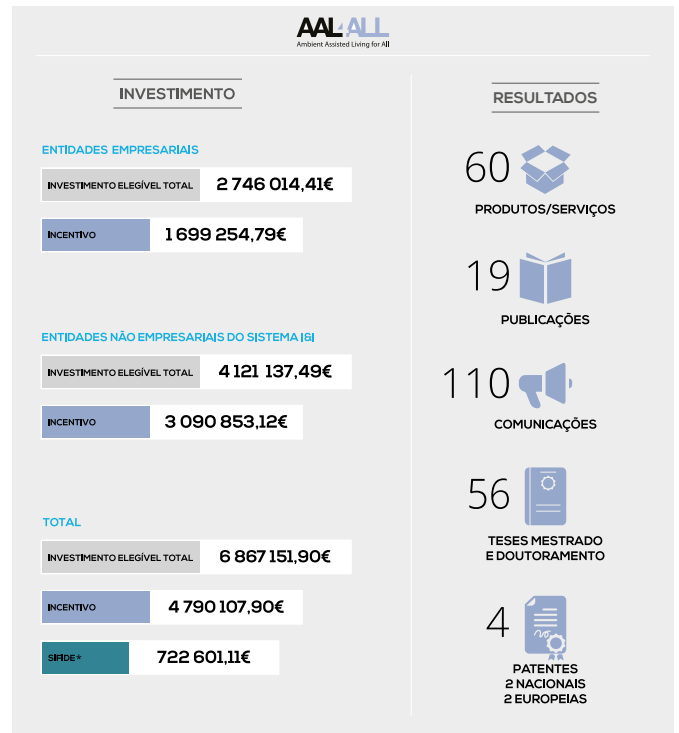 AAL4ALL
Ambient Assisted Living for All
INVESTIMENTO
ENTIDADES EMPRESARIAIS
INVESTIMENTO ELEGÍVEL TOTAL 2 746 014,41€
INCENTIVO 1 699 254,79€
ENTIDADES NÃO EMPRESARIAIS DO SISTEMA I&I
INVESTIMENTO ELEGÍVEL TOTAL 4 121 137,49€
INCENTIVO 3 090 853,12€
TOTAL
INVESTIMENTO ELEGÍVEL TOTAL 6 867 151,90€
INCENTIVO 4 790 107,90€
SIFIDE* 722 601,11€
RESULTADOS
60
PRODUTOS/SERVIÇOS
19
PUBLICAÇÕES
110
COMUNICAÇÕES
56
TESES MESTRADO
E DOUTORAMENTO
4
PATENTES
2 NACIONAIS
2 EUROPEIAS